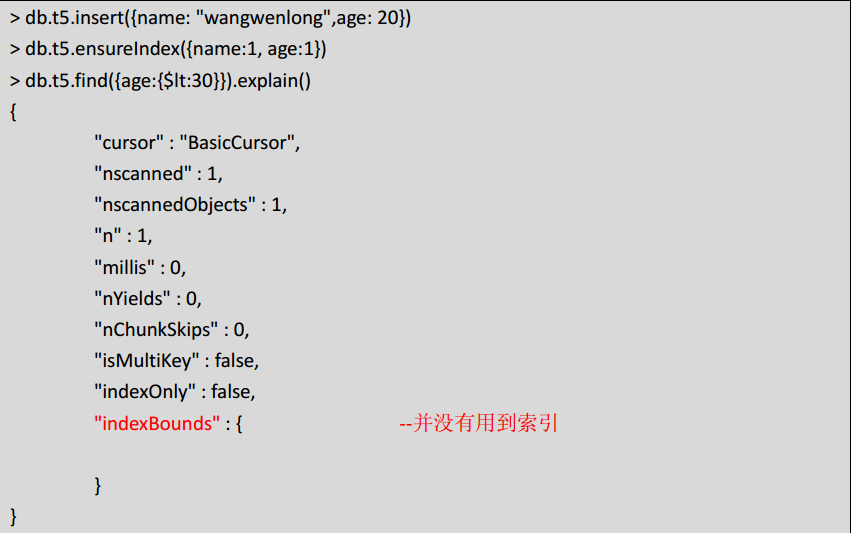 > db.t5.insert({name: "wangwenlong",age: 20})
> db.t5.ensureIndex({name:1, age:1})
> db.t5.find({age:{$lt:30}}).explain()
{
"cursor" : "BasicCursor",
"nscanned" : 1,
"nscannedObjects" : 1,
"n" : 1,
"millis" : 0,
"nYields" : 0,
"nChunkSkips" : 0,
"isMultiKey" : false,
"indexOnly" : false,
"indexBounds" : { --并没有用到索引
}
}